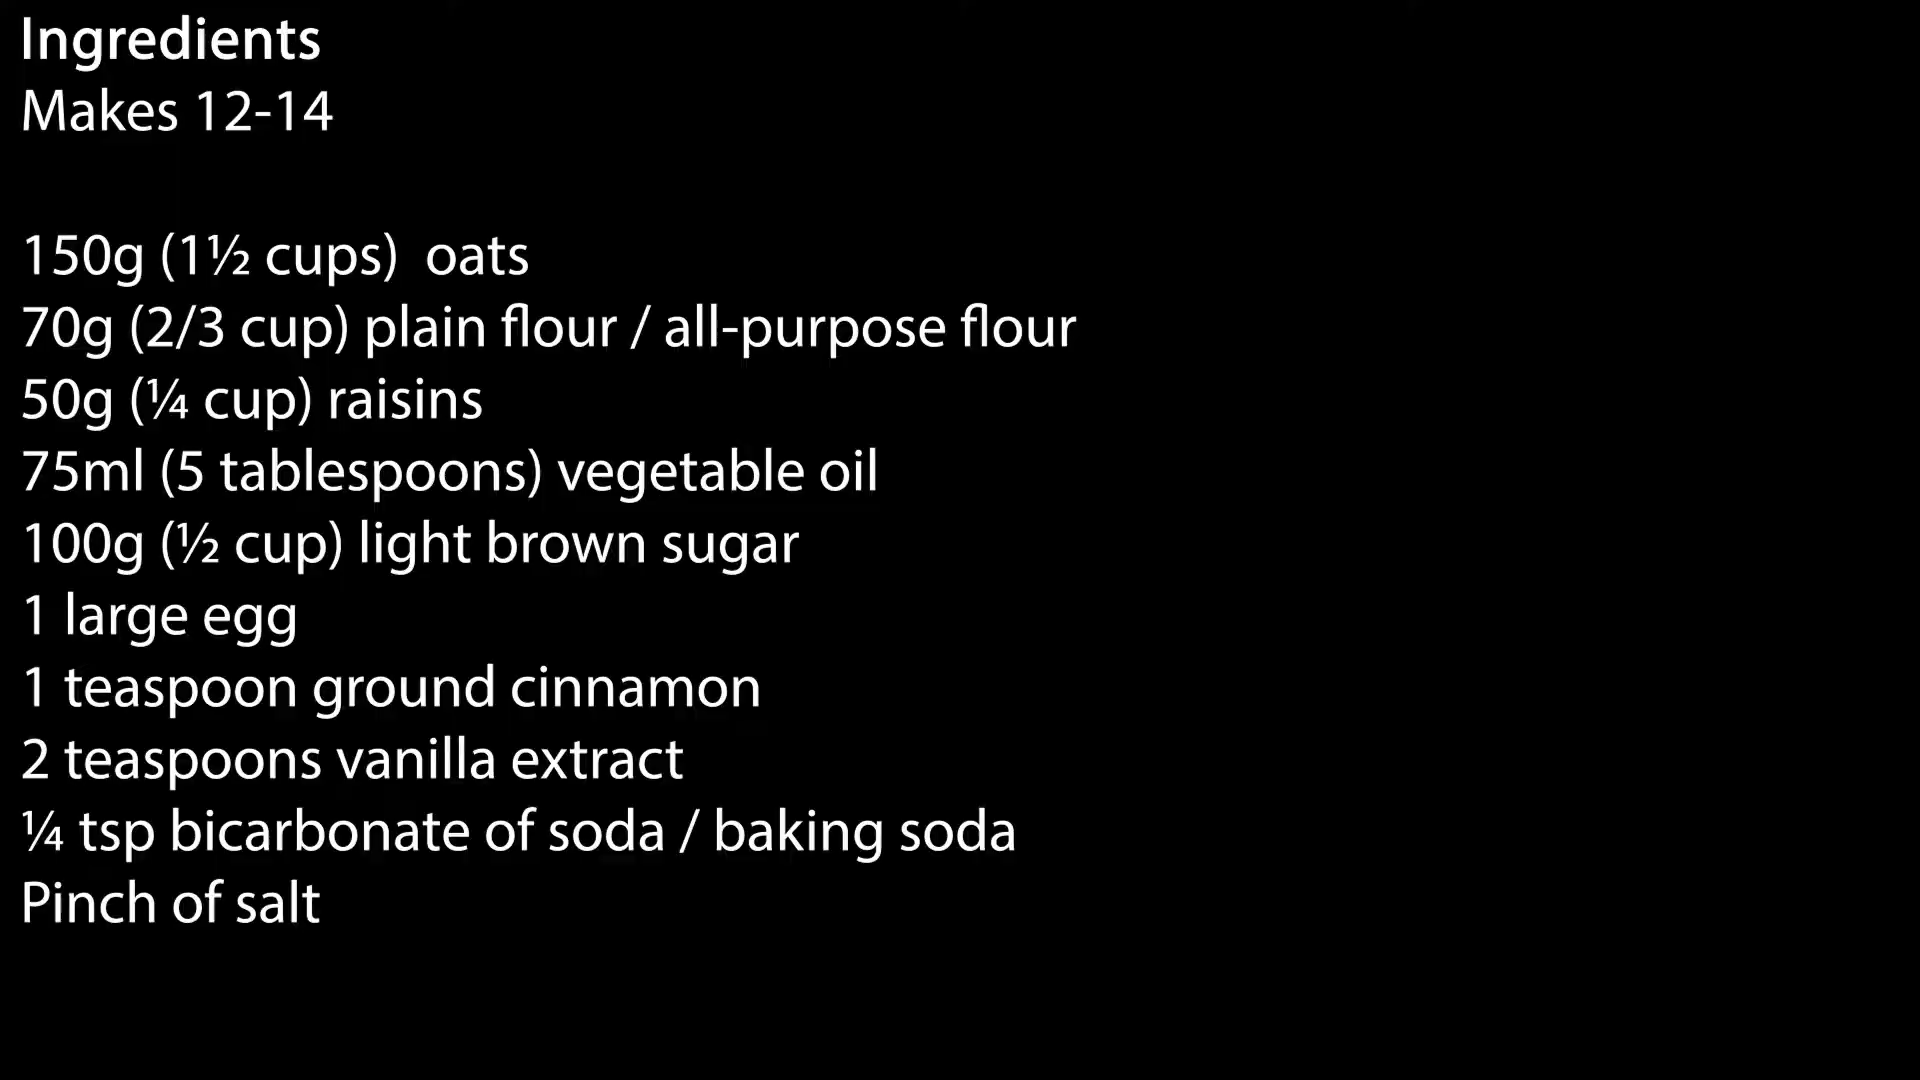 Ingredients
Makes 12-14
150g (1½ cups)  oats
70g (2/3 cup) plain flour / all-purpose flour
50g (¼ cup) raisins
75ml (5 tablespoons) vegetable oil
100g (½ cup) light brown sugar
1 large egg
1 teaspoon ground cinnamon
2 teaspoons vanilla extract
¼ tsp bicarbonate of soda / baking soda
Pinch of salt